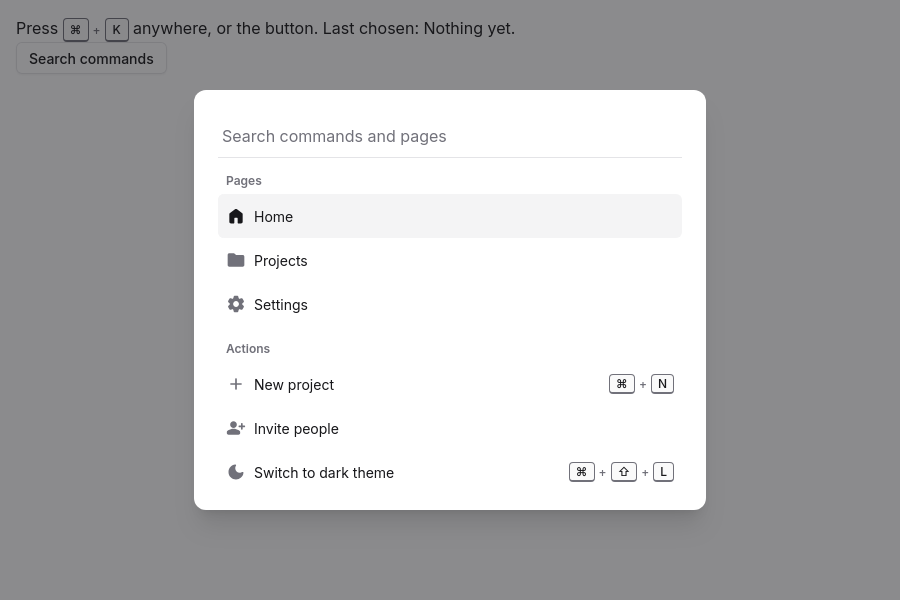 Press ⌘ + K anywhere, or the button. Last chosen: Nothing yet.
Search commands
Search commands and pages
Pages
Home
Projects
Settings
Actions
New project ⌘ + N
Invite people
Switch to dark theme ⌘ + ⇧ + L